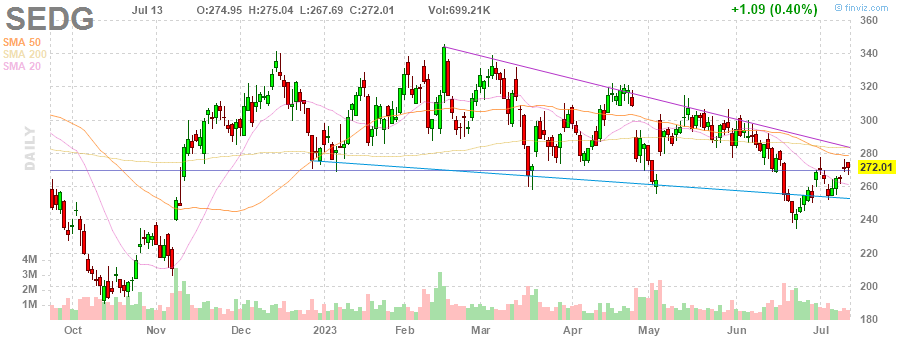 SEDG Jul 13 O:274.95 H:275.04 L:267.69 C:272.01 Vol:699.21K +1.09 (0.40%) © finviz.com
SMA 50
SMA 200
SMA 20
DAILY
360
340
320
300
280
272.01
260
240
220
200
180
4M
3M
2M
1M
Oct Nov Dec 2023 Feb Mar Apr May Jun Jul